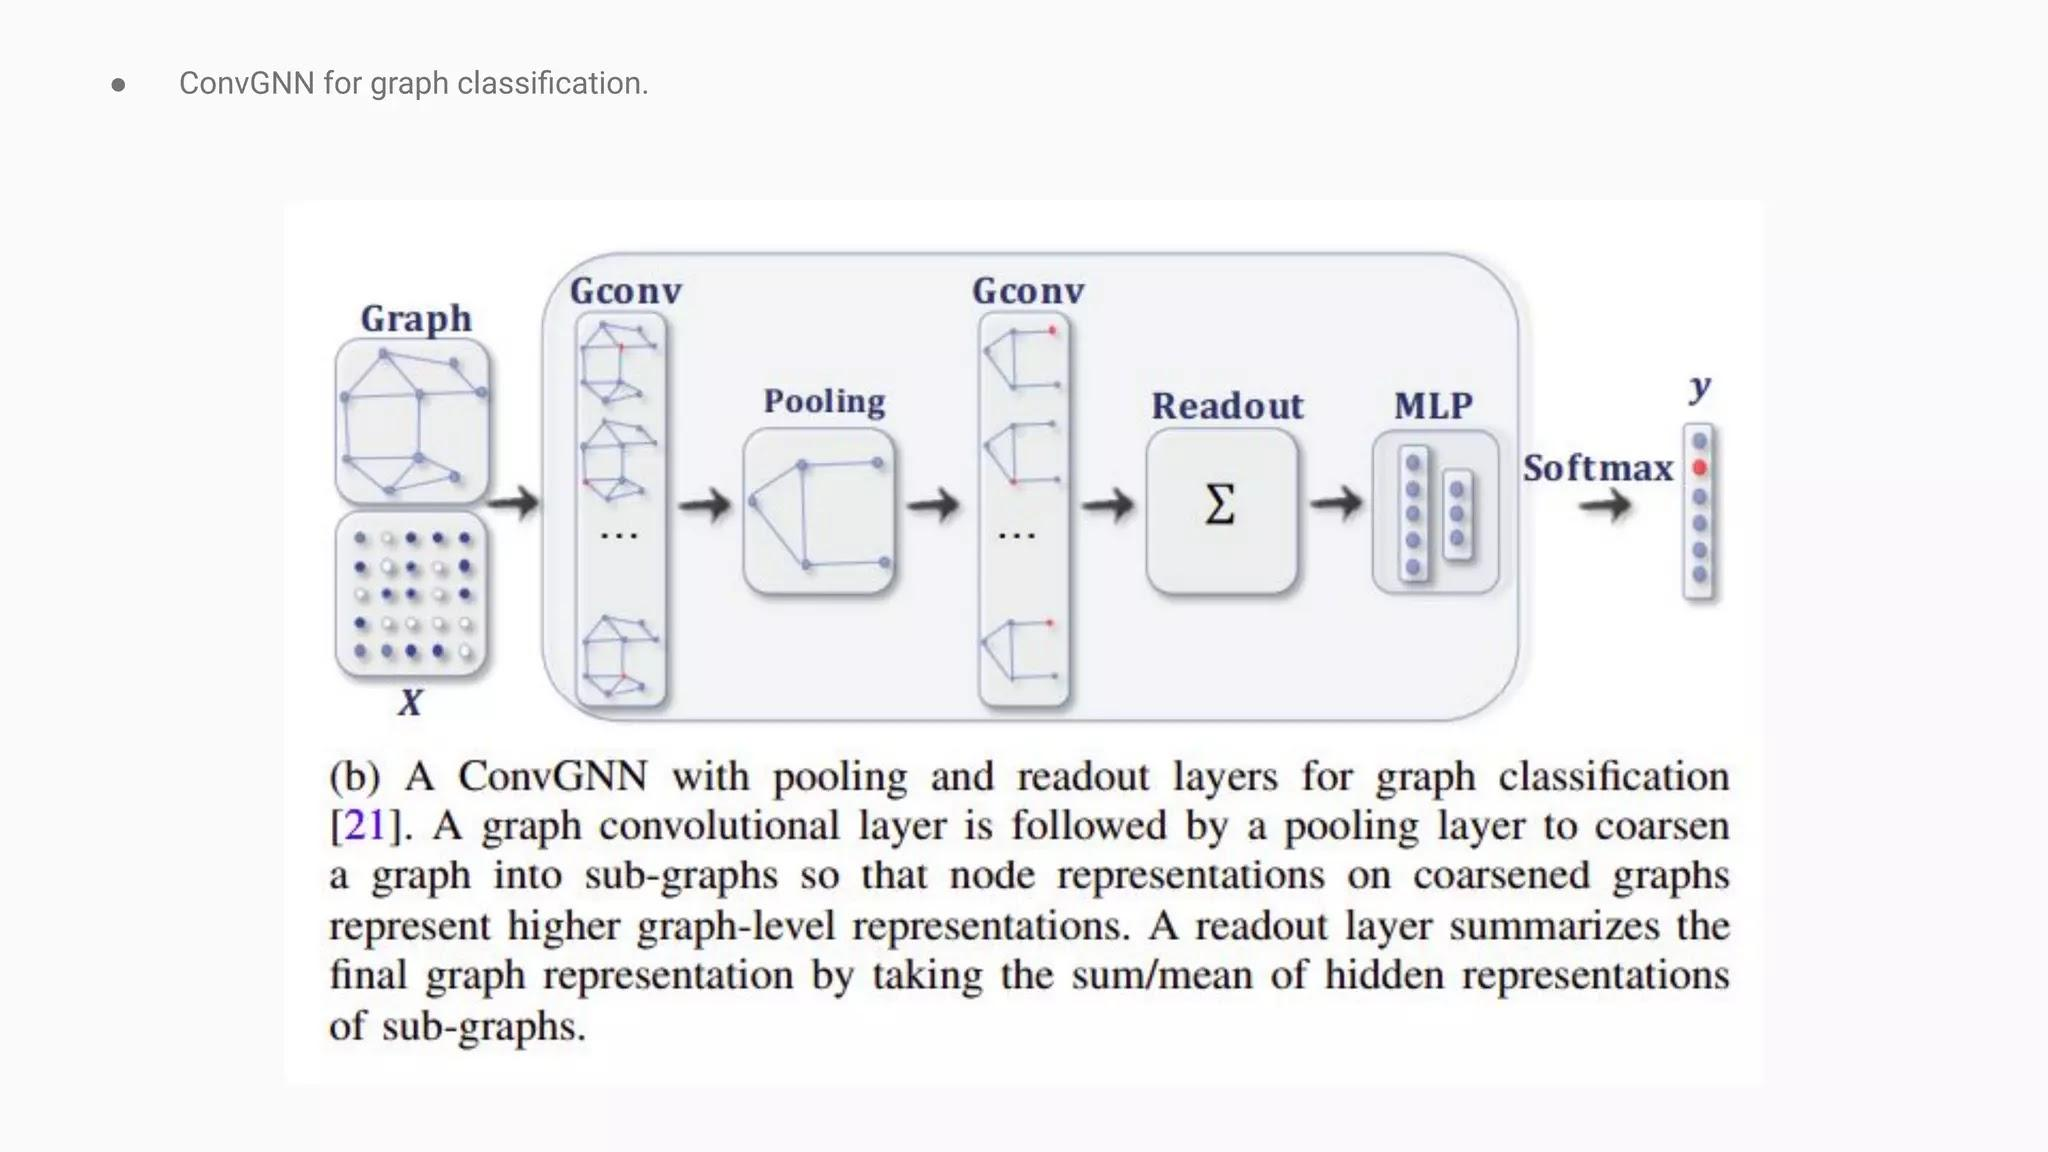 ● ConvGNN for graph classification.
Graph
X
Gconv
...
Pooling
Gconv
...
Readout
Σ
MLP
Softmax
y
(b) A ConvGNN with pooling and readout layers for graph classification
[21]. A graph convolutional layer is followed by a pooling layer to coarsen
a graph into sub-graphs so that node representations on coarsened graphs
represent higher graph-level representations. A readout layer summarizes the
final graph representation by taking the sum/mean of hidden representations
of sub-graphs.